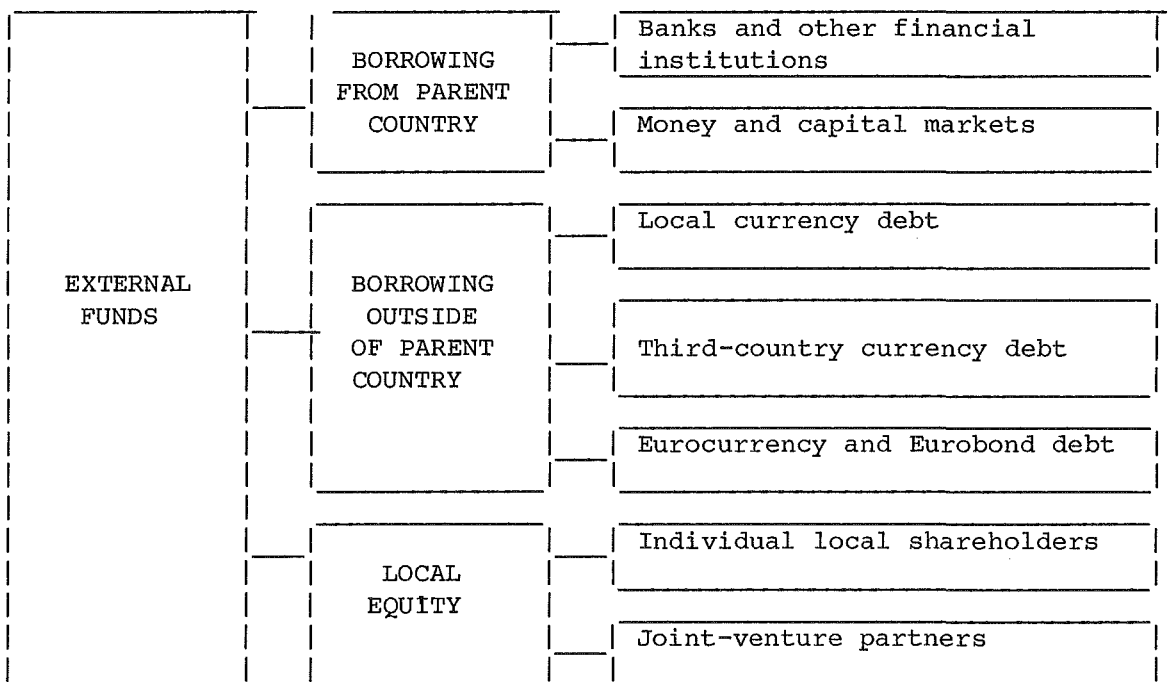 EXTERNAL
FUNDS
BORROWING
FROM PARENT
COUNTRY
Banks and other financial
institutions
Money and capital markets
BORROWING
OUTSIDE
OF PARENT
COUNTRY
Local currency debt
Third-country currency debt
Eurocurrency and Eurobond debt
LOCAL
EQUITY
Individual local shareholders
Joint-venture partners